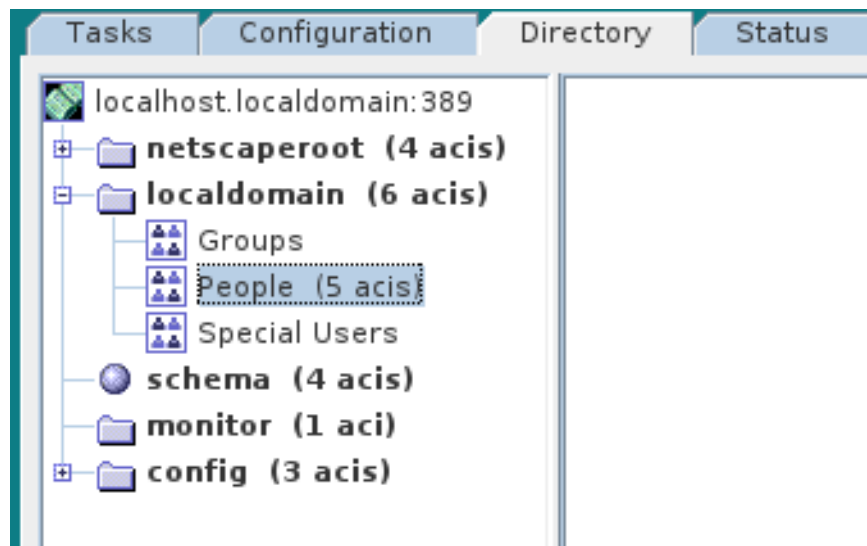 Tasks Configuration Directory Status
localhost.localdomain:389
netscaperoot (4 acis)
localdomain (6 acis)
Groups
People (5 acis)
Special Users
schema (4 acis)
monitor (1 aci)
config (3 acis)